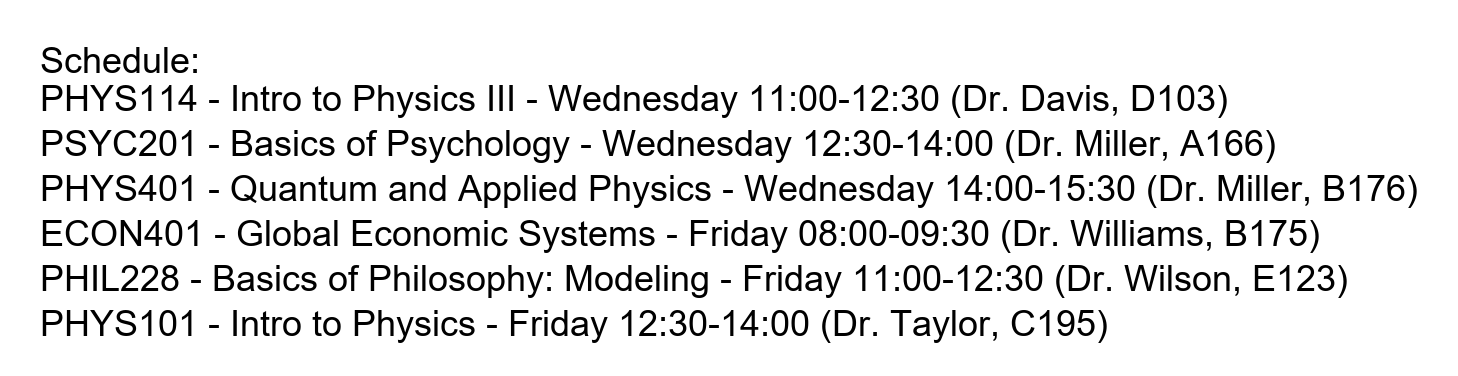 Schedule:
PHYS114 - Intro to Physics III - Wednesday 11:00-12:30 (Dr. Davis, D103)
PSYC201 - Basics of Psychology - Wednesday 12:30-14:00 (Dr. Miller, A166)
PHYS401 - Quantum and Applied Physics - Wednesday 14:00-15:30 (Dr. Miller, B176)
ECON401 - Global Economic Systems - Friday 08:00-09:30 (Dr. Williams, B175)
PHIL228 - Basics of Philosophy: Modeling - Friday 11:00-12:30 (Dr. Wilson, E123)
PHYS101 - Intro to Physics - Friday 12:30-14:00 (Dr. Taylor, C195)